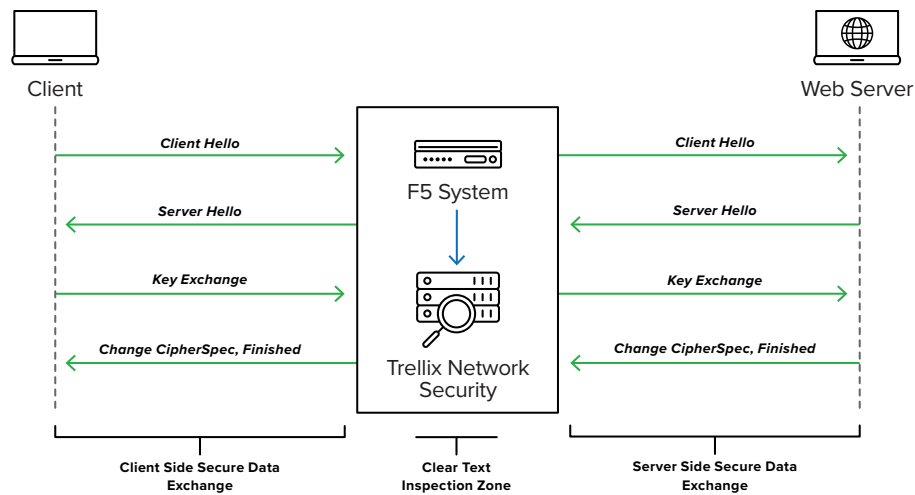 Client
Web Server
Client Hello
Client Hello
F5 System
Server Hello
Server Hello
Key Exchange
Key Exchange
Change CipherSpec, Finished
Change CipherSpec, Finished
Trellix Network
Security
Client Side Secure Data
Exchange
Clear Text
Inspection Zone
Server Side Secure Data
Exchange